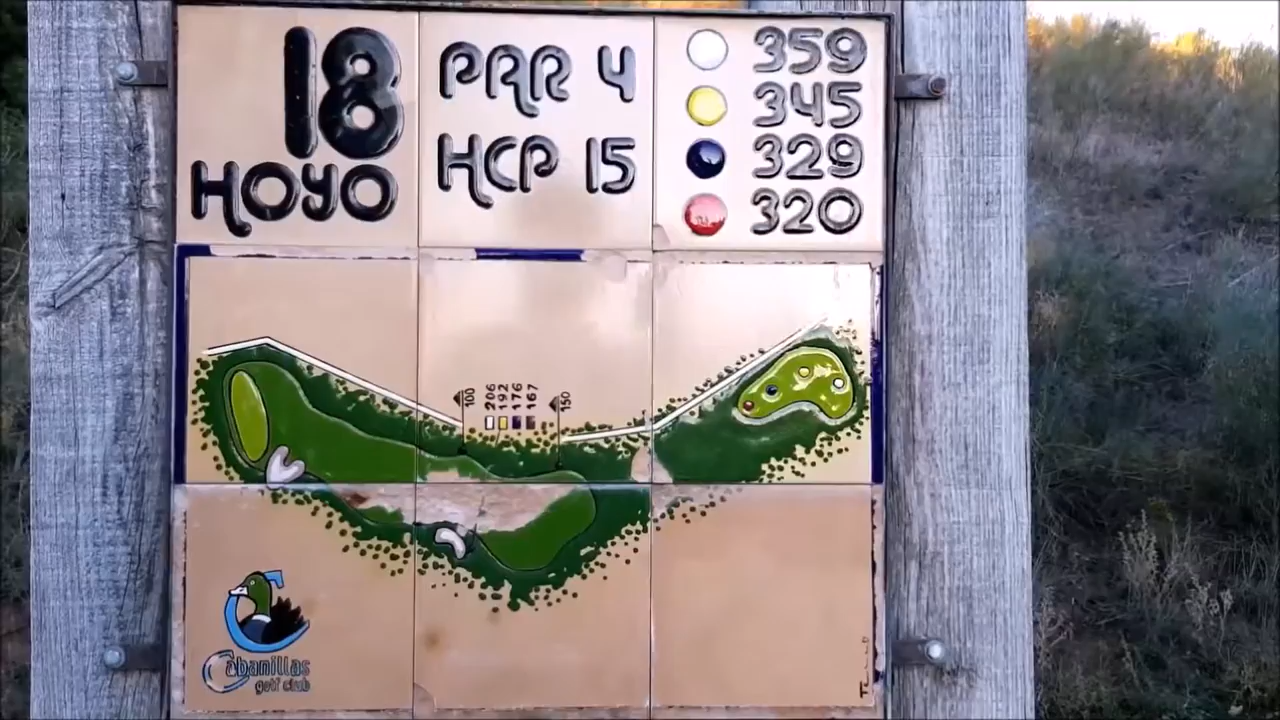 18
HOYO
PAR 4
HCP 15
359
345
329
320
100
206
192
176
167
150
Cabanillas
golf club
TELLO